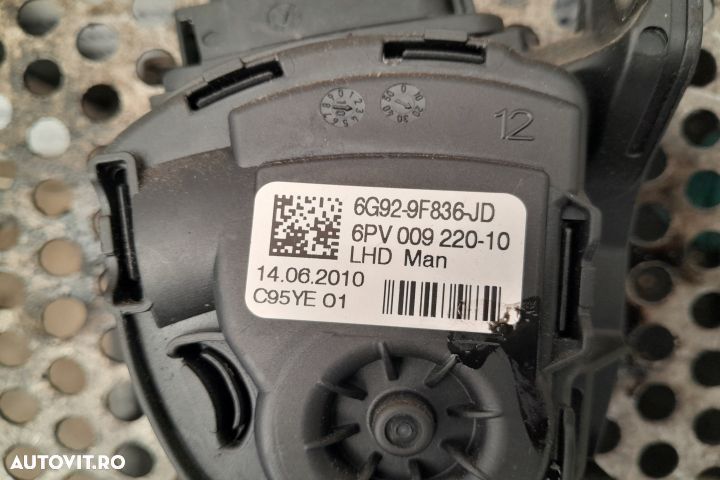 12
6G92-9F836-JD
6PV 009 220-10
LHD Man
14.06.2010
C95YE 01
AUTOVIT.RO